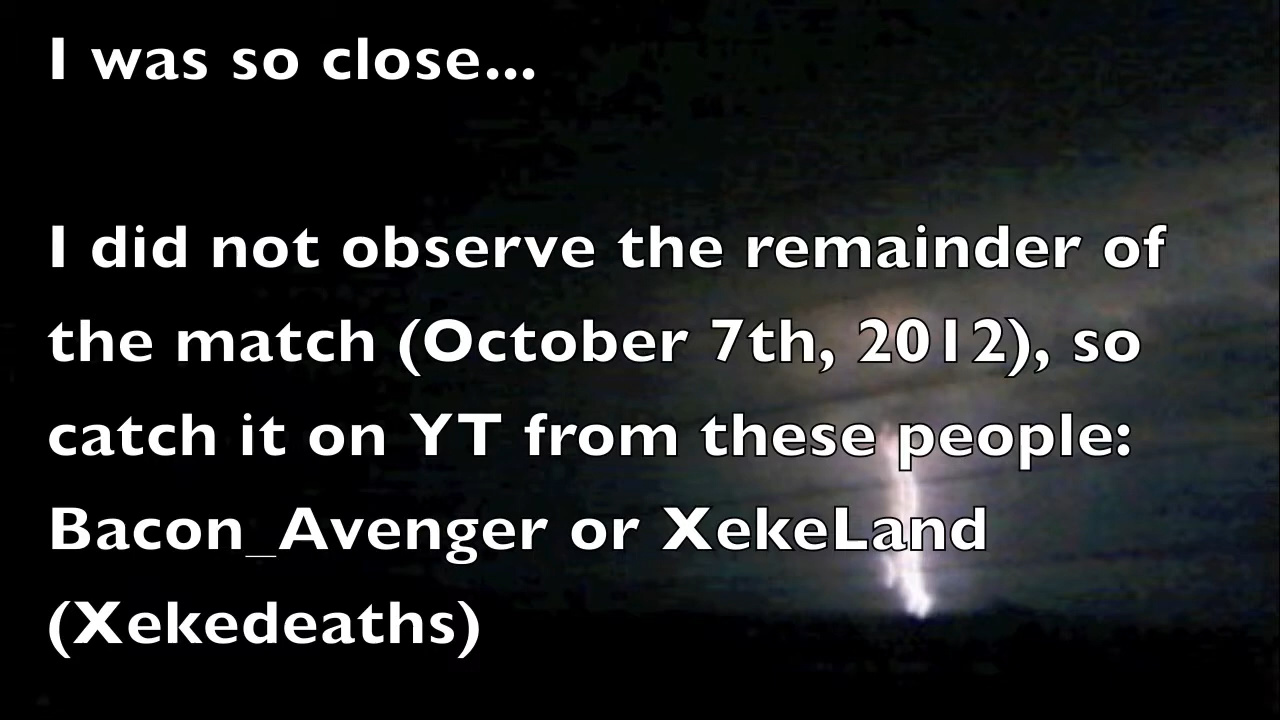 I was so close...
I did not observe the remainder of
the match (October 7th, 2012), so
catch it on YT from these people:
Bacon_Avenger or XekeLand
(Xekedeaths)